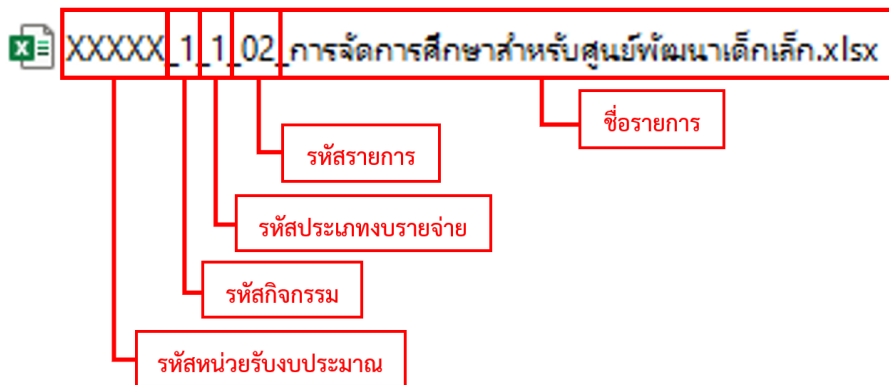 XXXXX_1_1_02_การจัดการศึกษาสำหรับศูนย์พัฒนาเด็กเล็ก.xlsx
ชื่อรายการ
รหัสรายการ
รหัสประเภทงบรายจ่าย
รหัสกิจกรรม
รหัสหน่วยรับงบประมาณ